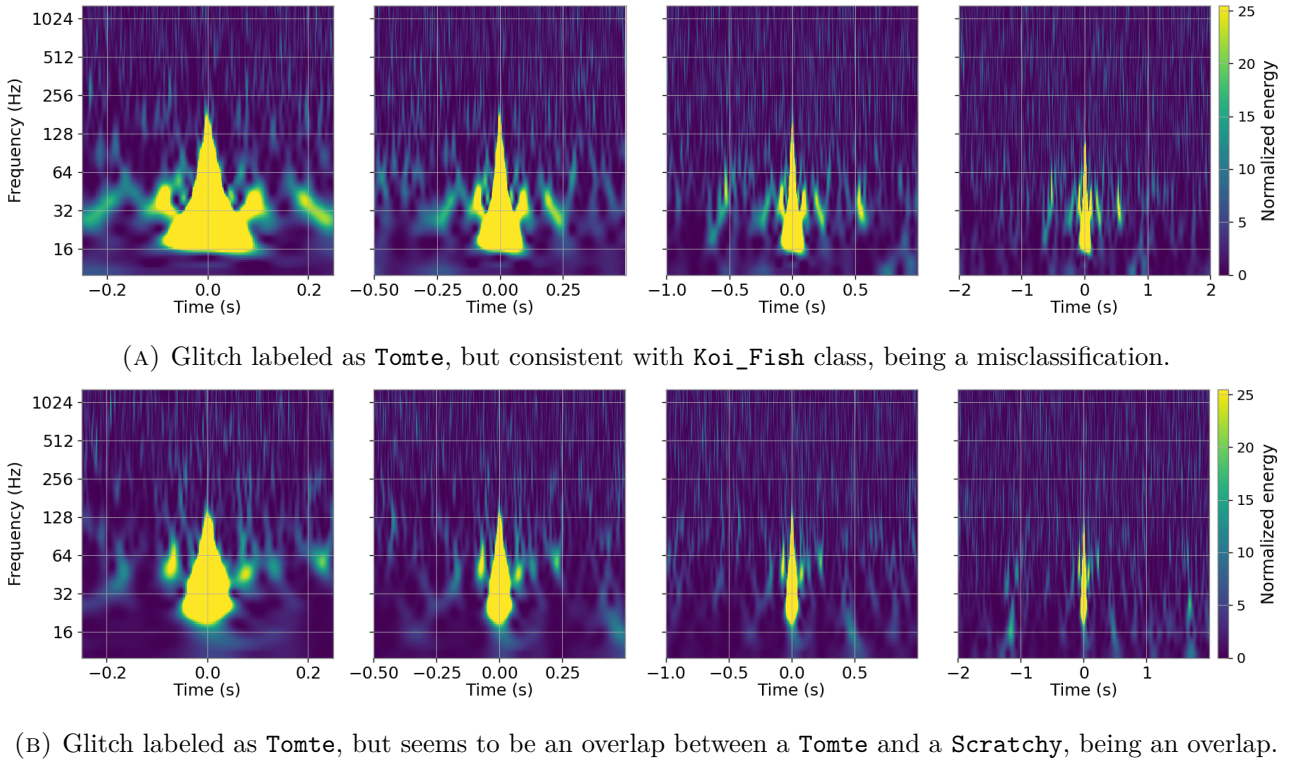 1024
512
256
128
64
32
16
Frequency (Hz)
−0.2 0.0 0.2
Time (s)
−0.50 −0.25 0.00 0.25
Time (s)
−1.0 −0.5 0.0 0.5
Time (s)
−2 −1 0 1 2
Time (s)
25
20
15
10
5
0
Normalized energy
(A) Glitch labeled as Tomte, but consistent with Koi_Fish class, being a misclassification.
1024
512
256
128
64
32
16
Frequency (Hz)
−0.2 0.0 0.2
Time (s)
−0.50 −0.25 0.00 0.25
Time (s)
−1.0 −0.5 0.0 0.5
Time (s)
−2 −1 0 1
Time (s)
25
20
15
10
5
0
Normalized energy
(B) Glitch labeled as Tomte, but seems to be an overlap between a Tomte and a Scratchy, being an overlap.